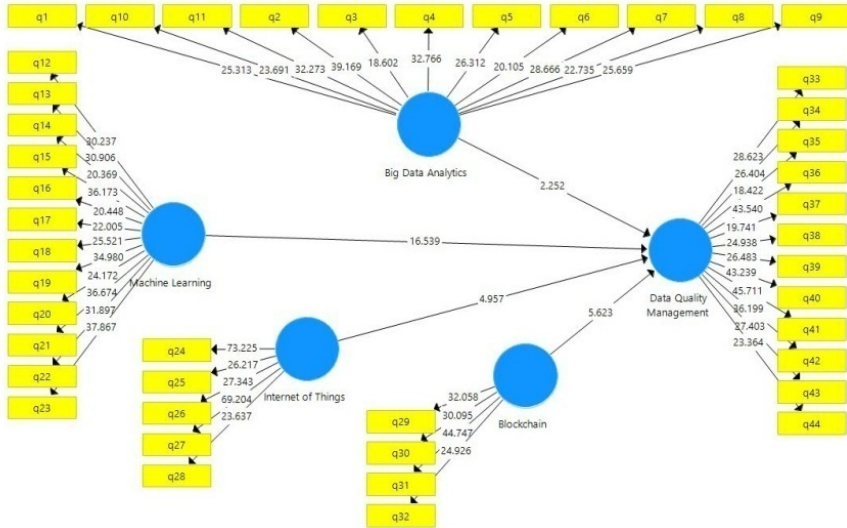 q1 q10 q11 q2 q3 q4 q5 q6 q7 q8 q9
25.313 23.691 32.273 39.169 18.602 32.766 26.312 20.105 28.666 22.735 25.659
Big Data Analytics
q12
q13
q14
q15
q16
q17
q18
q19
q20
q21
q22
q23
30.237
30.906
20.369
36.173
20.448
22.005
25.521
34.980
24.172
36.674
31.897
37.867
Machine Learning
2.252
16.539
4.957
5.623
q24
q25
q26
q27
q28
73.225
26.217
27.343
69.204
23.637
Internet of Things
q29
q30
q31
q32
32.058
30.095
44.747
24.926
Blockchain
Data Quality
Management
28.623
26.404
18.422
43.540
19.741
24.938
26.483
43.239
45.711
36.199
27.403
23.364
q33
q34
q35
q36
q37
q38
q39
q40
q41
q42
q43
q44